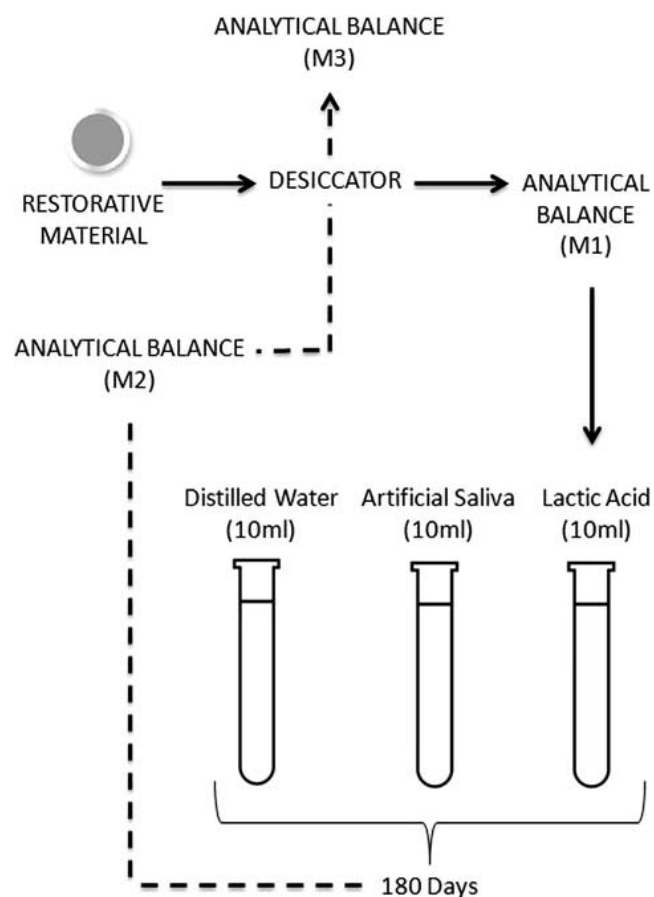 ANALYTICAL BALANCE
(M3)
RESTORATIVE
MATERIAL
DESICCATOR
ANALYTICAL
BALANCE
(M1)
ANALYTICAL BALANCE
(M2)
Distilled Water
(10ml)
Artificial Saliva
(10ml)
Lactic Acid
(10ml)
180 Days